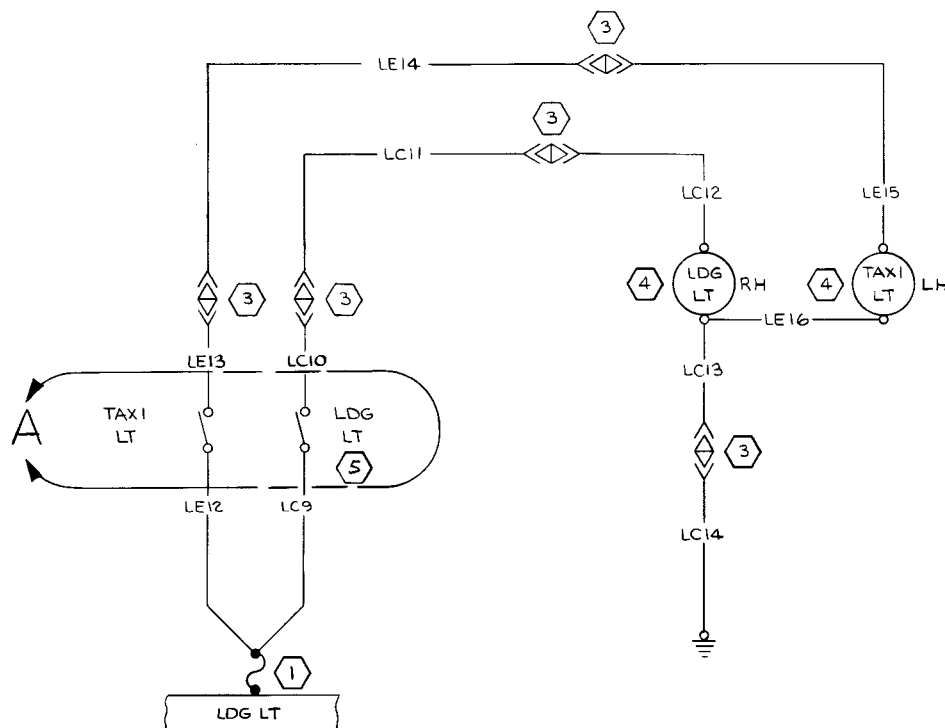 3
LE14
3
LC11
LC12
LE15
3
3
4
LDG
LT
RH
4
TAXI
LT
LH
LE16
LE13
LC10
LC13
A
TAXI
LT
LDG
LT
5
3
LE12
LC9
LC14
1
LDG LT